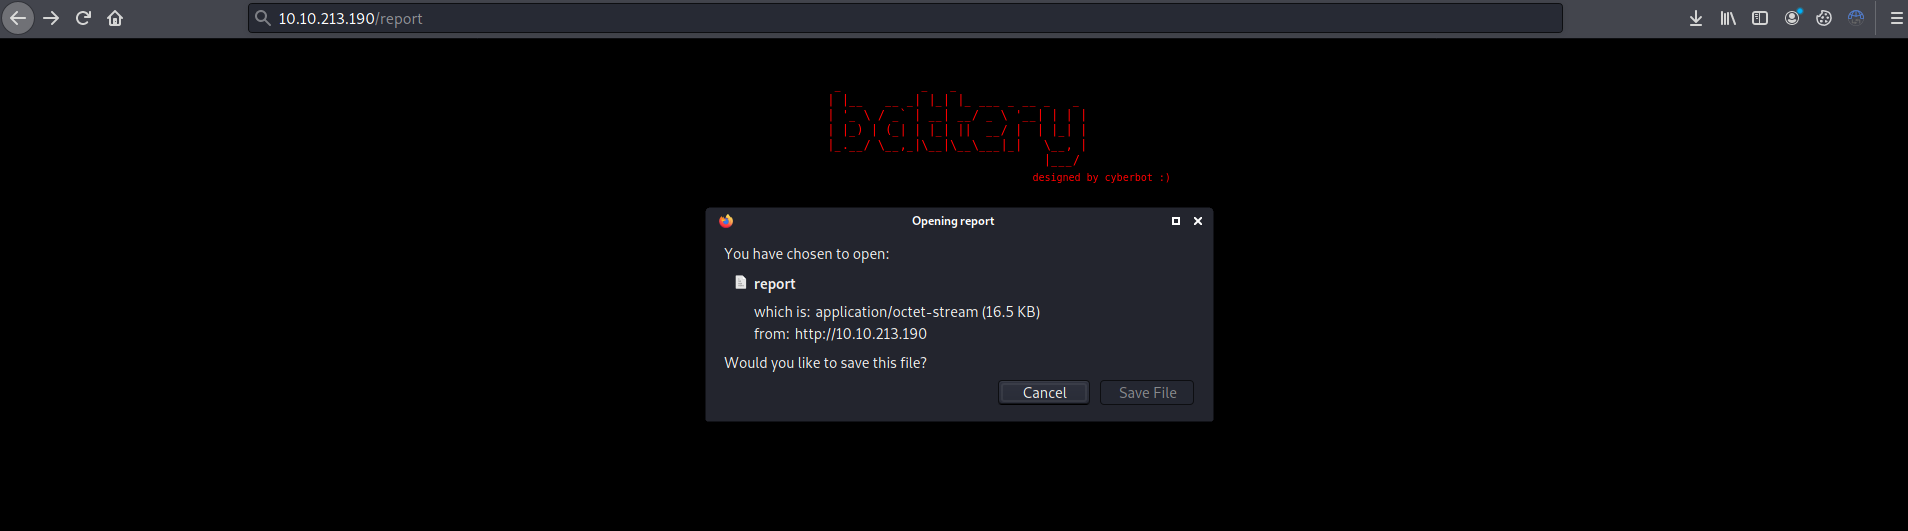 10.10.213.190/report
battery
designed by cyberbot :)
Opening report
You have chosen to open:
report
which is: application/octet-stream (16.5 KB)
from: http://10.10.213.190
Would you like to save this file?
Cancel
Save File